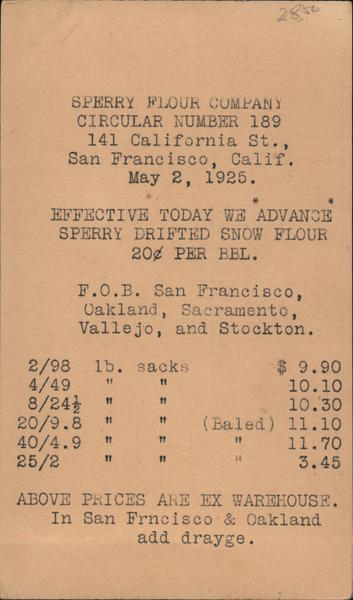 28.50
SPERRY FLOUR COMPANY
CIRCULAR NUMBER 189
141 California St.,
San Francisco, Calif.
May 2, 1925.
* *
EFFECTIVE TODAY WE ADVANCE
SPERRY DRIFTED SNOW FLOUR
20¢ PER BBL.
F.O.B. San Francisco,
Oakland, Sacramento,
Vallejo, and Stockton.
2/98 lb. sacks $ 9.90
4/49 " " 10.10
8/24½ " " 10.30
20/9.8 " " (Baled) 11.10
40/4.9 " " " 11.70
25/2 " " " 3.45
ABOVE PRICES ARE EX WAREHOUSE.
In San Frncisco & Oakland
add drayge.